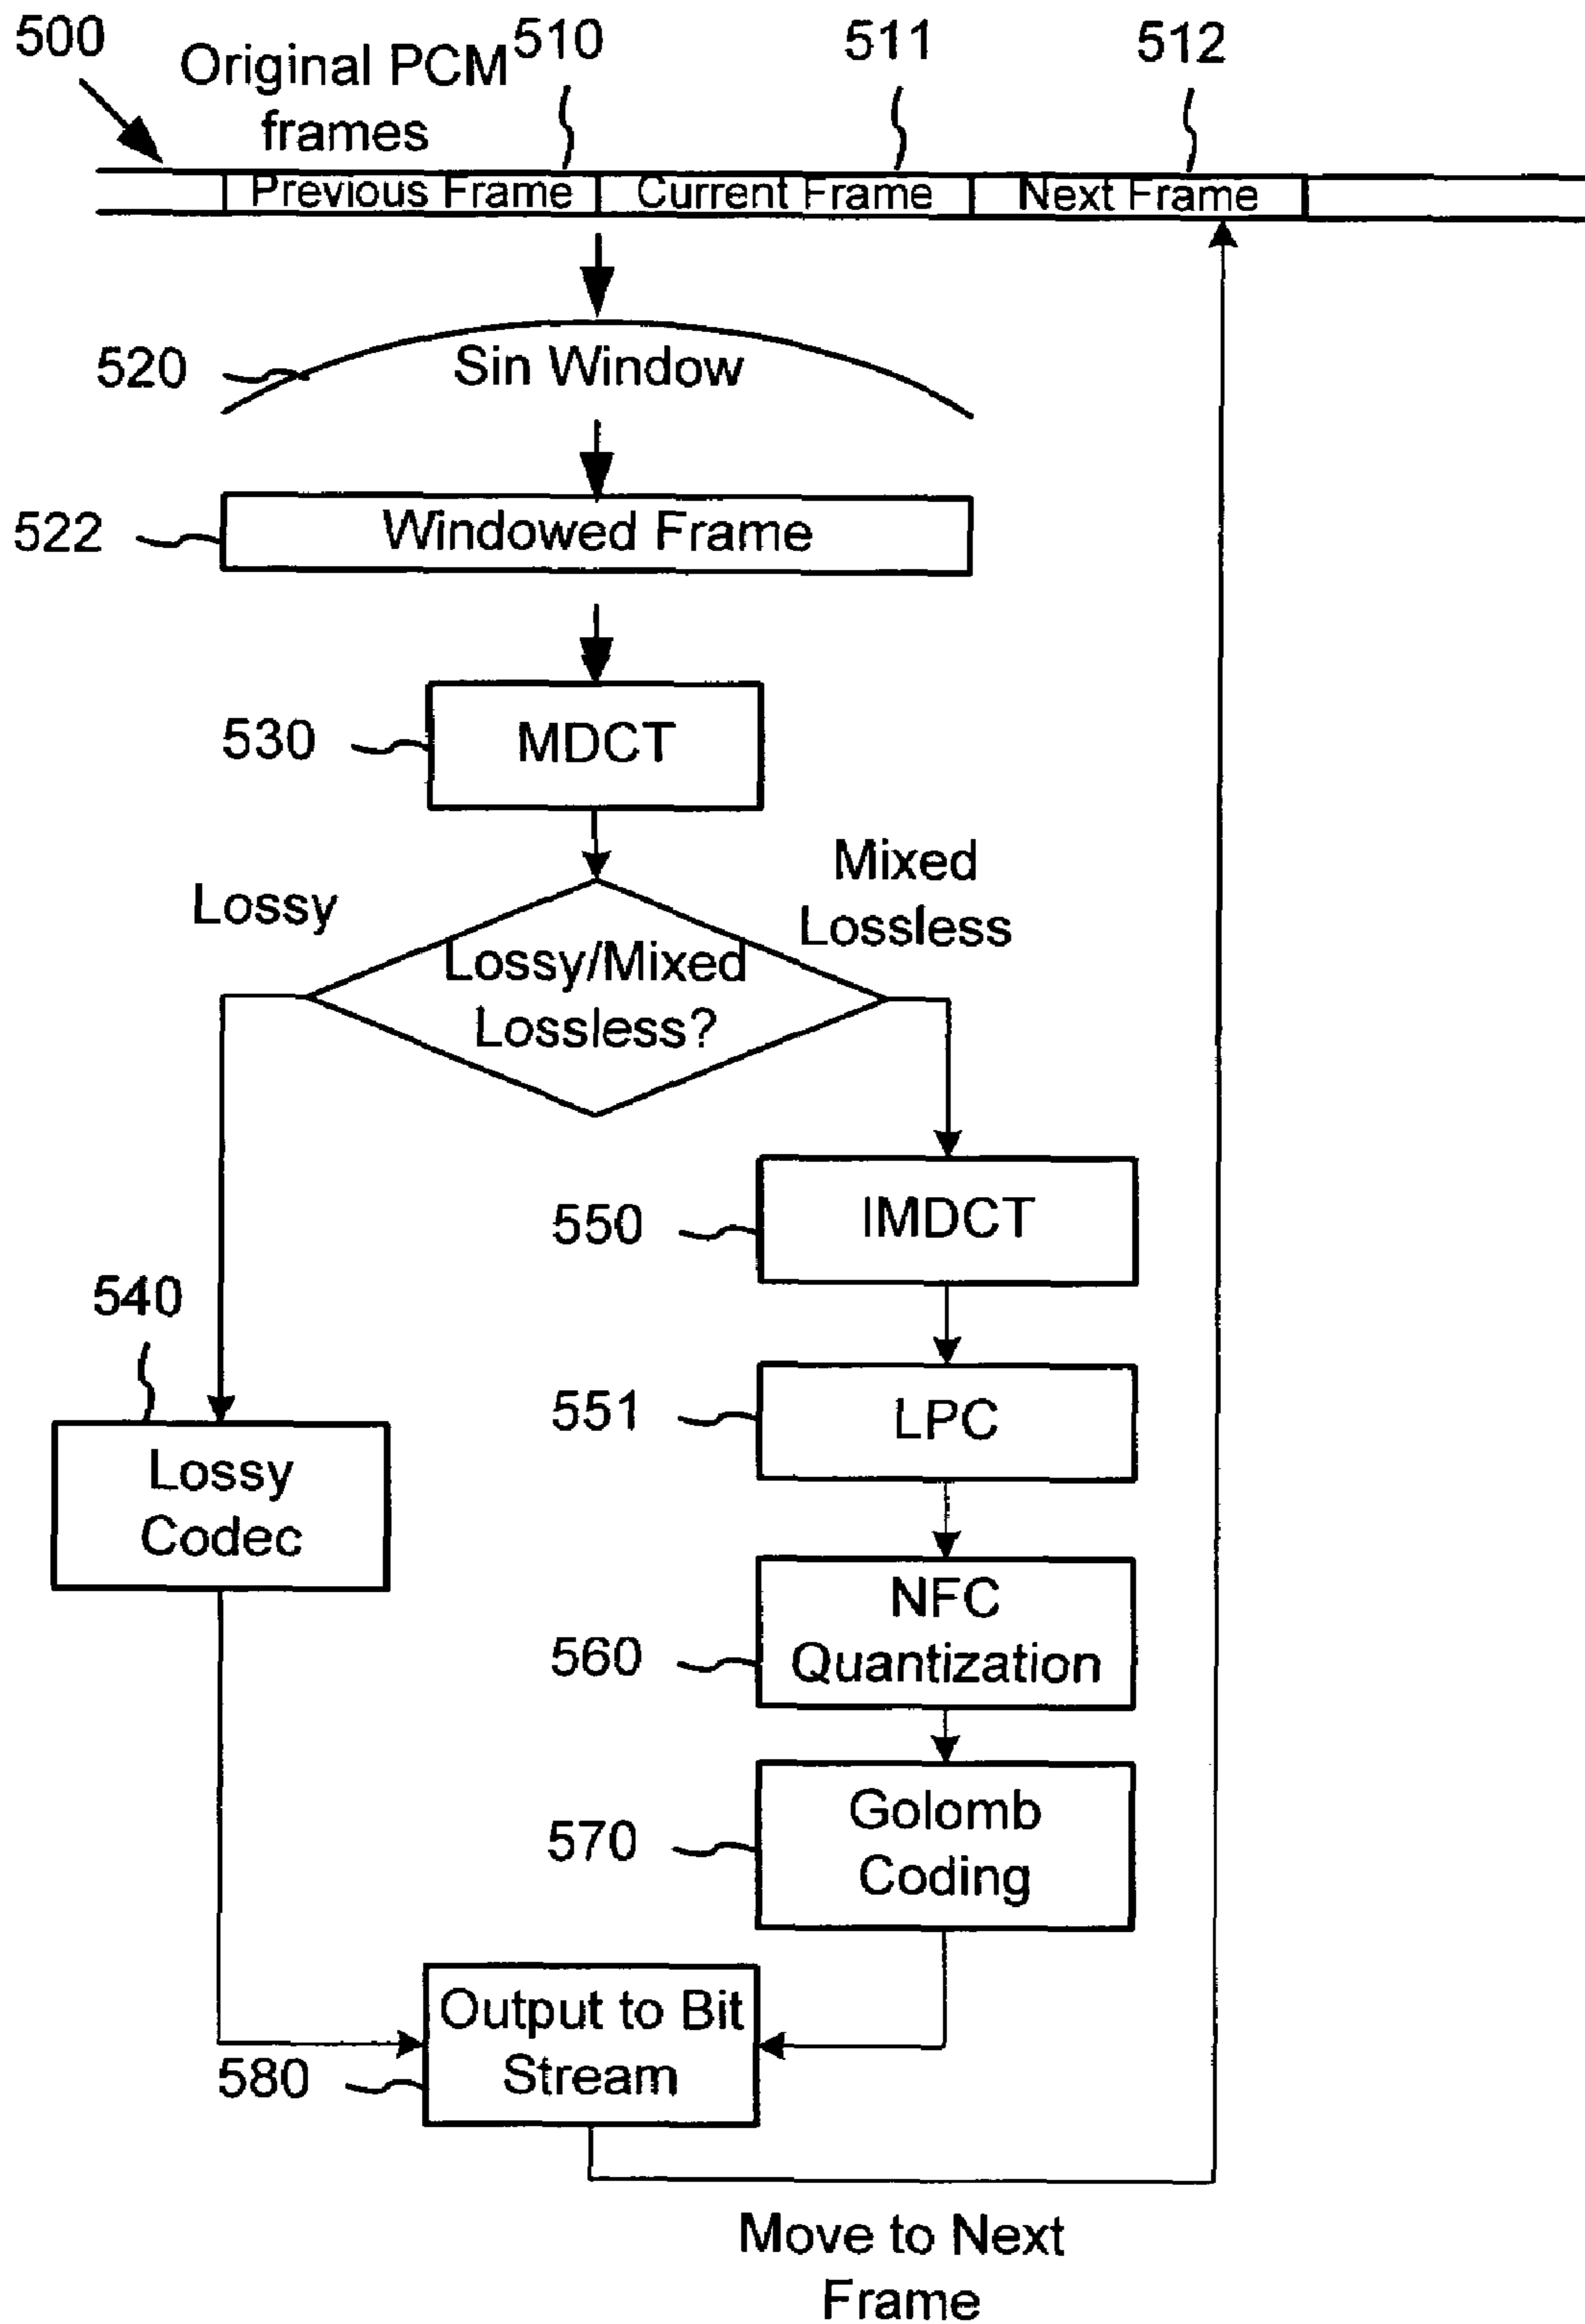 500
Original PCM
frames
510
511
512
Previous Frame
Current Frame
Next Frame
520
Sin Window
522
Windowed Frame
530
MDCT
Lossy
Mixed
Lossless
Lossy/Mixed
Lossless?
550
IMDCT
540
551
LPC
Lossy
Codec
NFC
Quantization
560
Golomb
Coding
570
Output to Bit
Stream
580
Move to Next
Frame